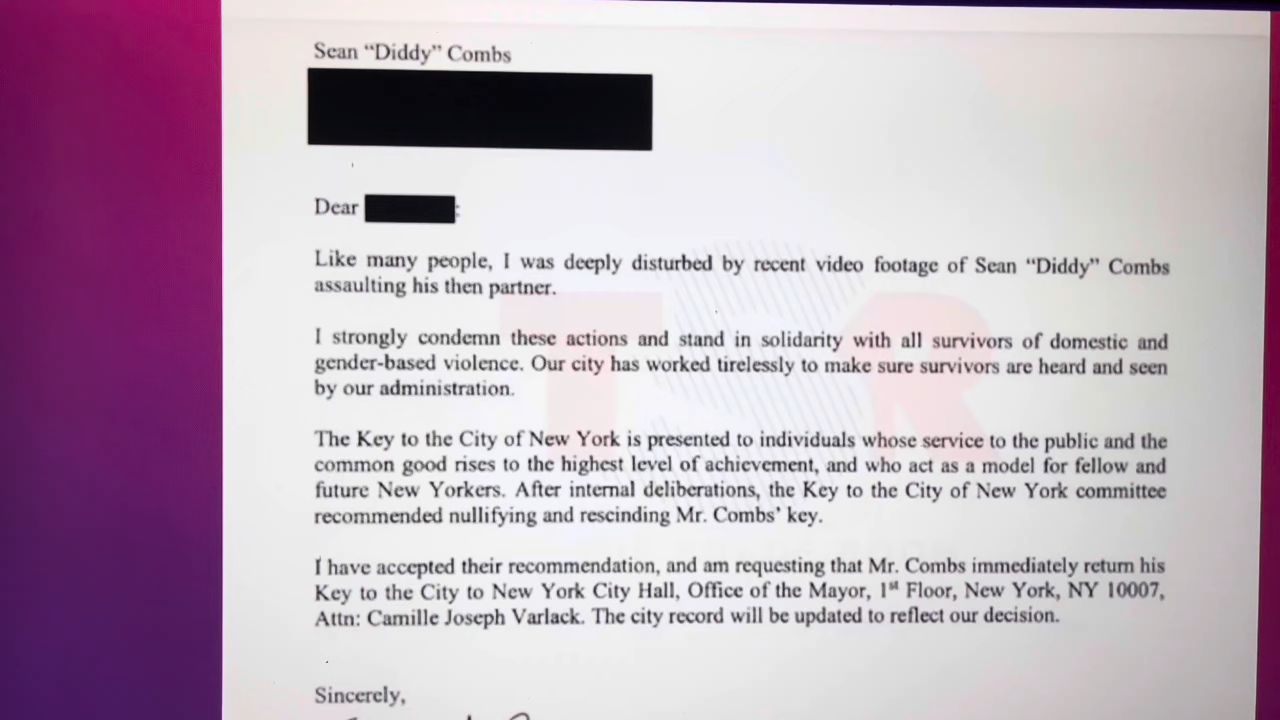 Sean “Diddy” Combs
Dear :
Like many people, I was deeply disturbed by recent video footage of Sean “Diddy” Combs
assaulting his then partner.
I strongly condemn these actions and stand in solidarity with all survivors of domestic and
gender-based violence. Our city has worked tirelessly to make sure survivors are heard and seen
by our administration.
The Key to the City of New York is presented to individuals whose service to the public and the
common good rises to the highest level of achievement, and who act as a model for fellow and
future New Yorkers. After internal deliberations, the Key to the City of New York committee
recommended nullifying and rescinding Mr. Combs’ key.
I have accepted their recommendation, and am requesting that Mr. Combs immediately return his
Key to the City to New York City Hall, Office of the Mayor, 1st Floor, New York, NY 10007,
Attn: Camille Joseph Varlack. The city record will be updated to reflect our decision.
Sincerely,
TSR